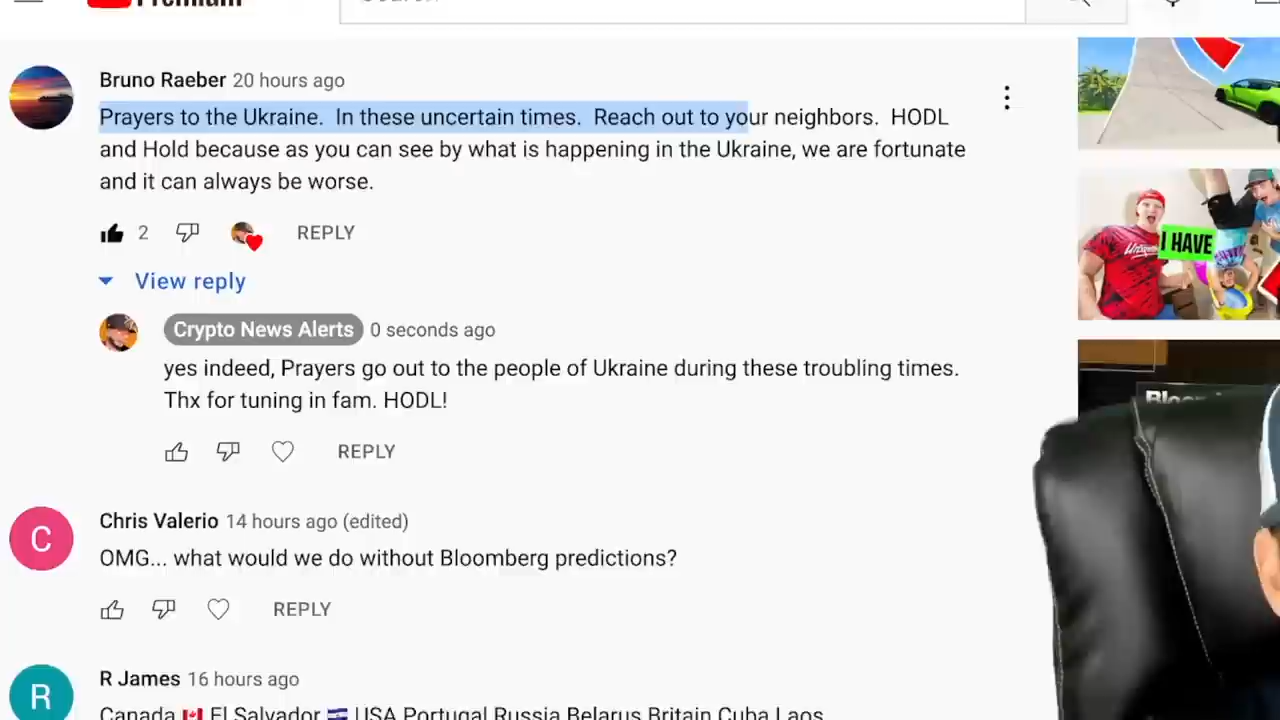 Premium
Search
Bruno Raeber 20 hours ago
Prayers to the Ukraine. In these uncertain times. Reach out to your neighbors. HODL
and Hold because as you can see by what is happening in the Ukraine, we are fortunate
and it can always be worse.
2 REPLY
View reply
Crypto News Alerts 0 seconds ago
yes indeed, Prayers go out to the people of Ukraine during these troubling times.
Thx for tuning in fam. HODL!
REPLY
Chris Valerio 14 hours ago (edited)
C
OMG... what would we do without Bloomberg predictions?
REPLY
R James 16 hours ago
R
Canada El Salvador USA Portugal Russia Belarus Britain Cuba Laos
I HAVE